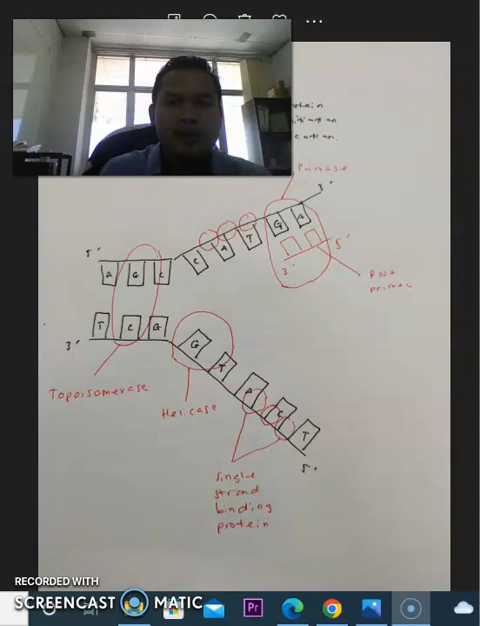 Primase
3'
5'
C A T G A
5'
3'
A G C
RNA
primer
T C G
3'
G T A C T
Topoisomerase
Helicase
5'
single
strand
binding
protein
RECORDED WITH
SCREENCAST MATIC
Pr